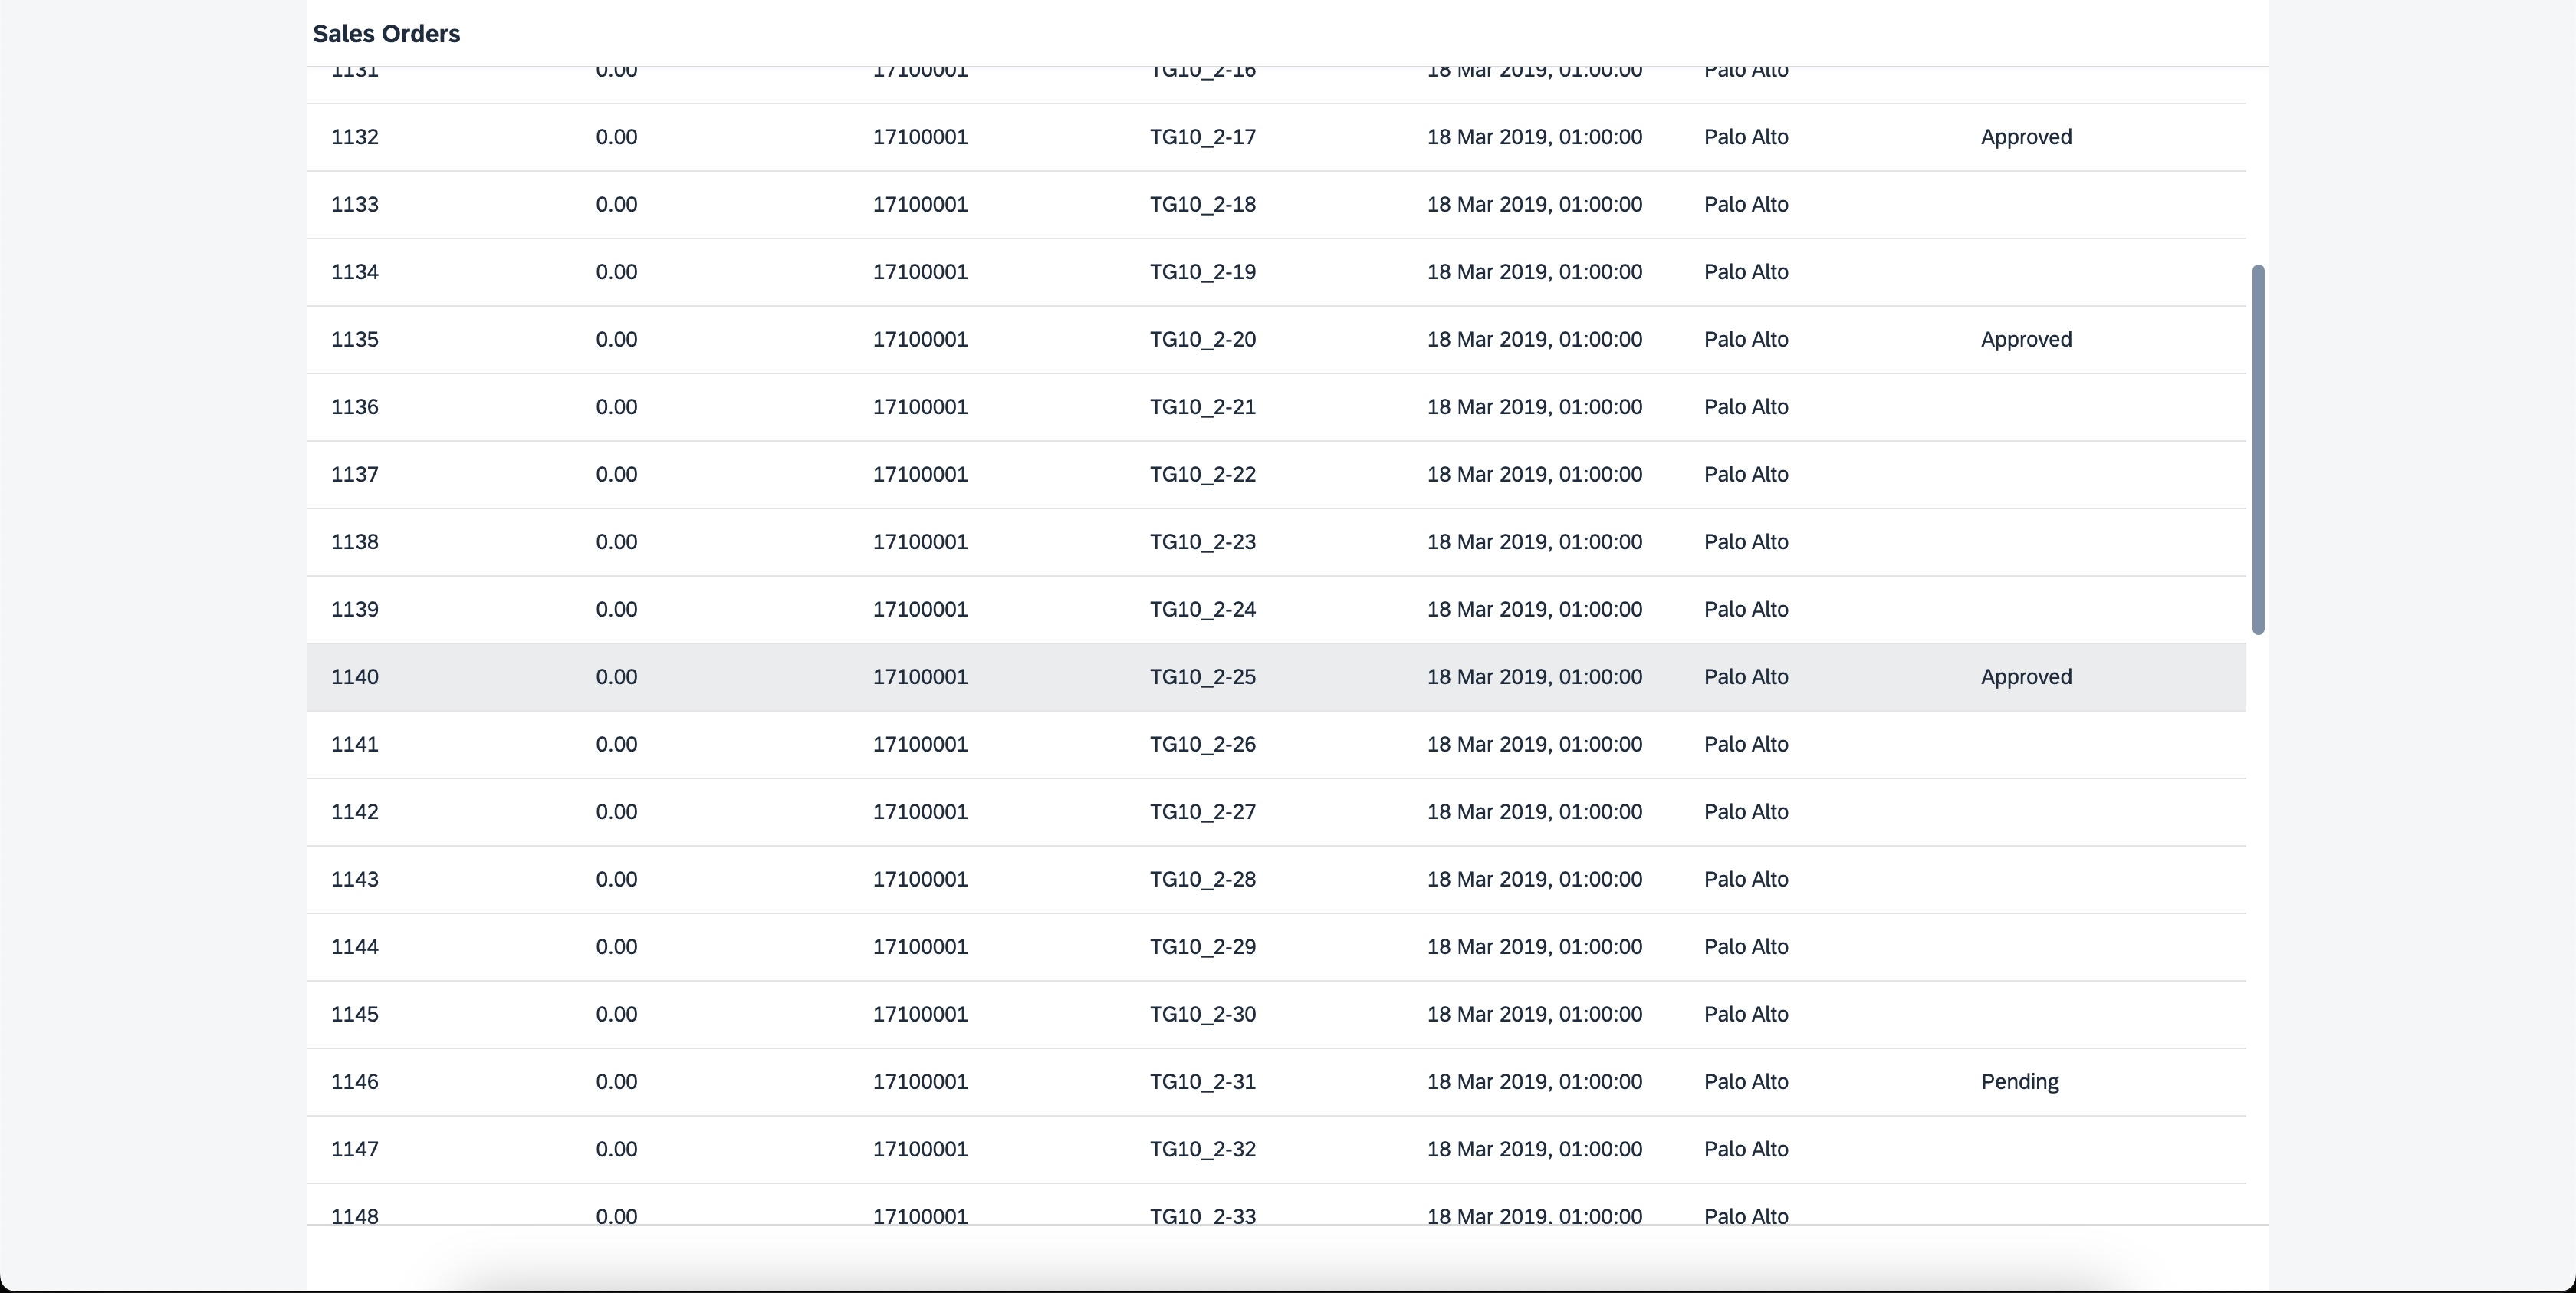 Sales Orders
1131 0.00 17100001 TG10_2-16 18 Mar 2019, 01:00:00 Palo Alto
1132 0.00 17100001 TG10_2-17 18 Mar 2019, 01:00:00 Palo Alto Approved
1133 0.00 17100001 TG10_2-18 18 Mar 2019, 01:00:00 Palo Alto
1134 0.00 17100001 TG10_2-19 18 Mar 2019, 01:00:00 Palo Alto
1135 0.00 17100001 TG10_2-20 18 Mar 2019, 01:00:00 Palo Alto Approved
1136 0.00 17100001 TG10_2-21 18 Mar 2019, 01:00:00 Palo Alto
1137 0.00 17100001 TG10_2-22 18 Mar 2019, 01:00:00 Palo Alto
1138 0.00 17100001 TG10_2-23 18 Mar 2019, 01:00:00 Palo Alto
1139 0.00 17100001 TG10_2-24 18 Mar 2019, 01:00:00 Palo Alto
1140 0.00 17100001 TG10_2-25 18 Mar 2019, 01:00:00 Palo Alto Approved
1141 0.00 17100001 TG10_2-26 18 Mar 2019, 01:00:00 Palo Alto
1142 0.00 17100001 TG10_2-27 18 Mar 2019, 01:00:00 Palo Alto
1143 0.00 17100001 TG10_2-28 18 Mar 2019, 01:00:00 Palo Alto
1144 0.00 17100001 TG10_2-29 18 Mar 2019, 01:00:00 Palo Alto
1145 0.00 17100001 TG10_2-30 18 Mar 2019, 01:00:00 Palo Alto
1146 0.00 17100001 TG10_2-31 18 Mar 2019, 01:00:00 Palo Alto Pending
1147 0.00 17100001 TG10_2-32 18 Mar 2019, 01:00:00 Palo Alto
1148 0.00 17100001 TG10_2-33 18 Mar 2019, 01:00:00 Palo Alto